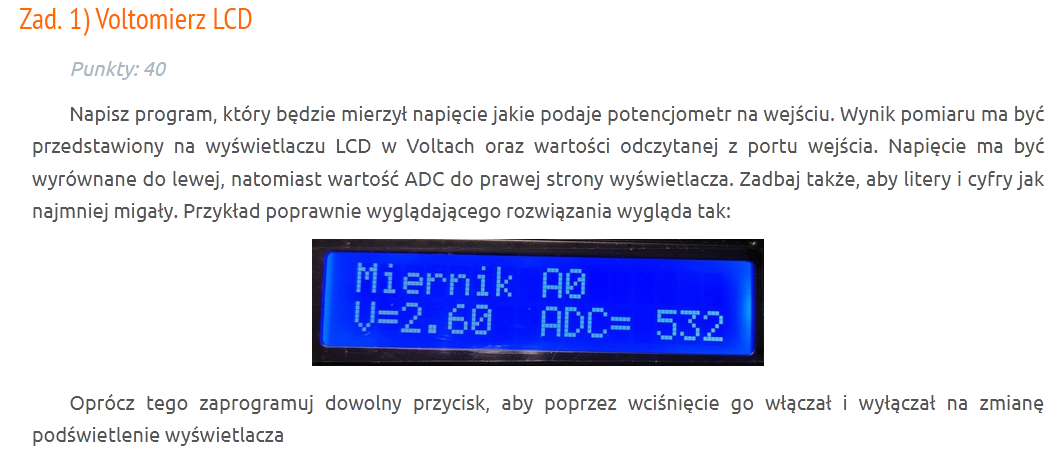 Zad. 1) Voltomierz LCD
Punkty: 40
Napisz program, który będzie mierzył napięcie jakie podaje potencjometr na wejściu. Wynik pomiaru ma być
przedstawiony na wyświetlaczu LCD w Voltach oraz wartości odczytanej z portu wejścia. Napięcie ma być
wyrównane do lewej, natomiast wartość ADC do prawej strony wyświetlacza. Zadbaj także, aby litery i cyfry jak
najmniej migały. Przykład poprawnie wyglądającego rozwiązania wygląda tak:
Miernik A0
V=2.60 ADC= 532
Oprócz tego zaprogramuj dowolny przycisk, aby poprzez wciśnięcie go włączał i wyłączał na zmianę
podświetlenie wyświetlacza